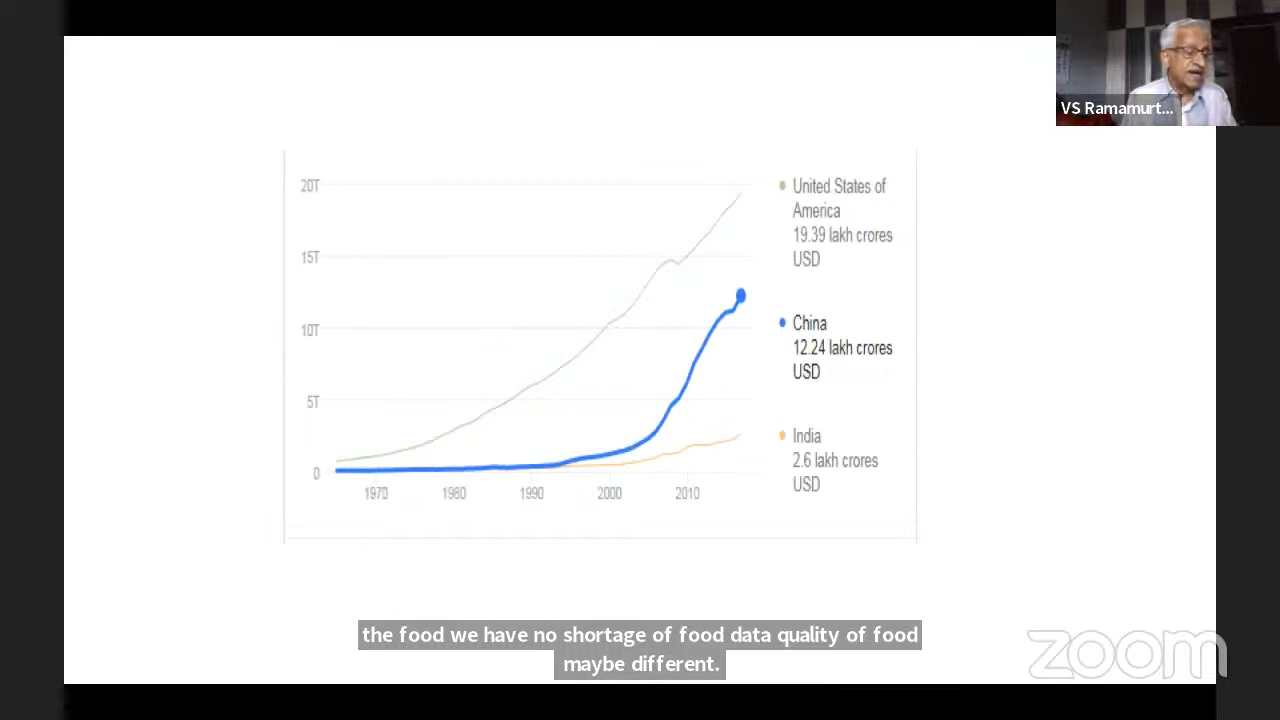 VS Ramamurt...
20T
15T
10T
5T
0
1970 1980 1990 2000 2010
United States of
America
19.39 lakh crores
USD
China
12.24 lakh crores
USD
India
2.6 lakh crores
USD
the food we have no shortage of food data quality of food
maybe different.
zoom